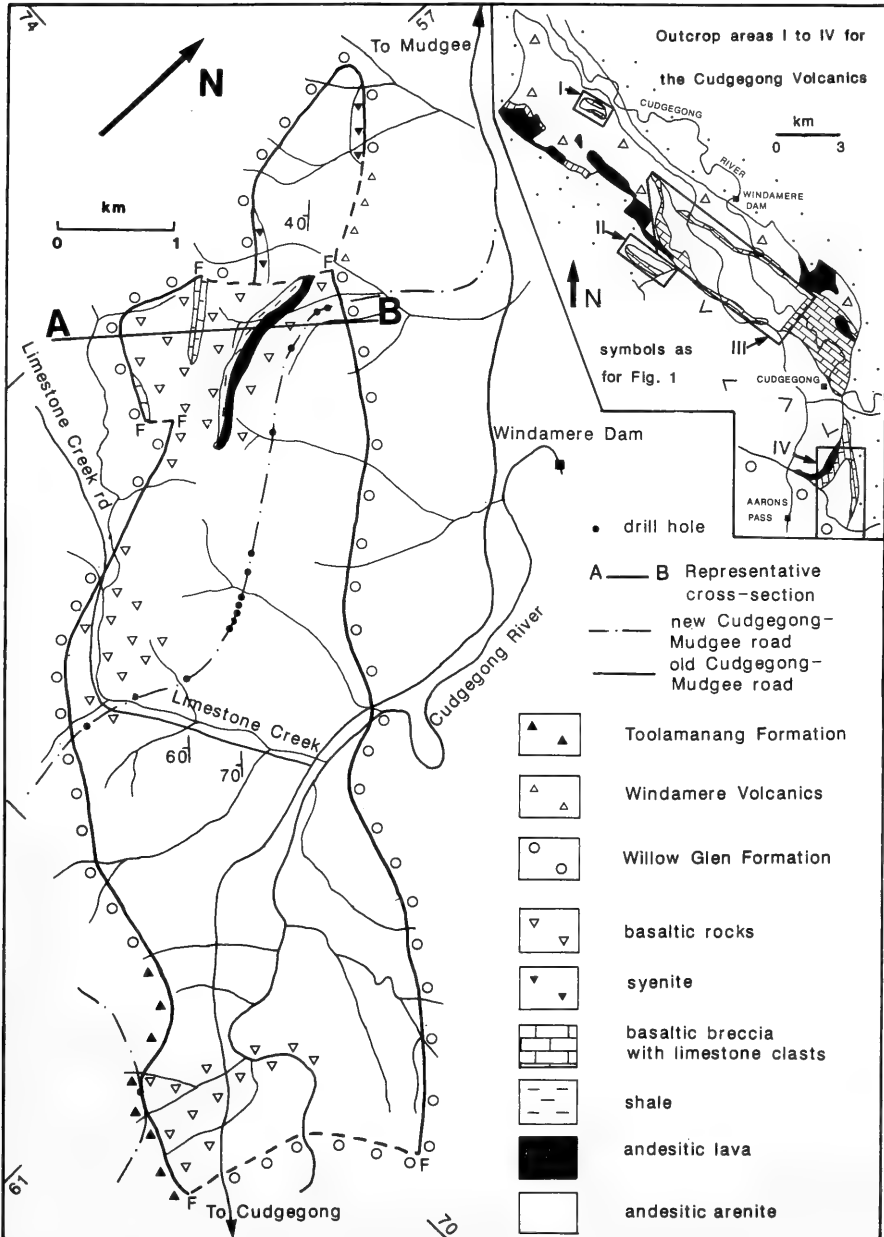 74
57
To Mudgee
N
km
0 1
40
F
F
A
B
F
F
Limestone Creek rd
Windamere Dam
Cudgegong River
Limestone Creek
60
70
F
F
61
To Cudgegong
70
Outcrop areas I to IV for
the Cudgegong Volcanics
I
CUDGEGONG
RIVER
km
0 3
WINDAMERE
DAM
II
N
III
symbols as
for Fig. 1
CUDGEGONG
IV
AARONS
PASS
drill hole
A B Representative
cross-section
new Cudgegong-
Mudgee road
old Cudgegong-
Mudgee road
Toolamanang Formation
Windamere Volcanics
Willow Glen Formation
basaltic rocks
syenite
basaltic breccia
with limestone clasts
shale
andesitic lava
andesitic arenite